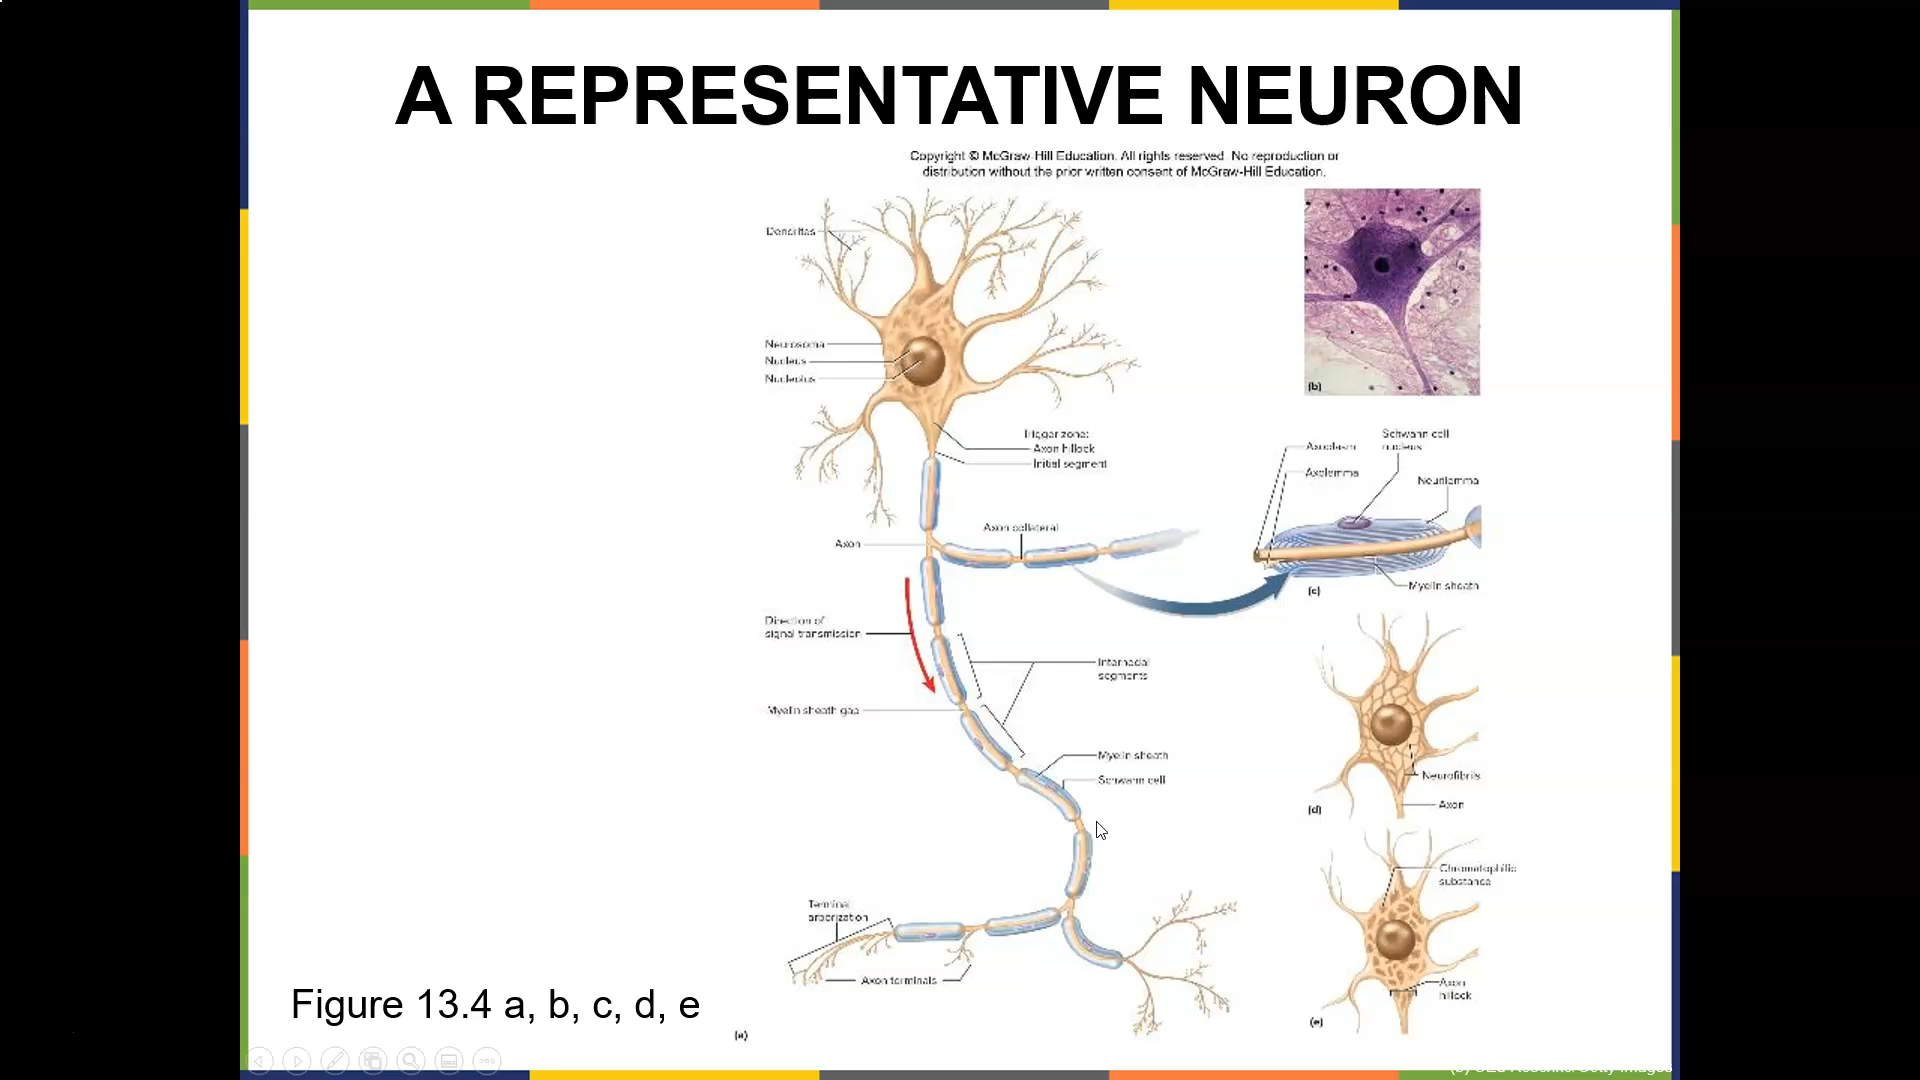 A REPRESENTATIVE NEURON
Copyright © McGraw-Hill Education. All rights reserved. No reproduction or
distribution without the prior written consent of McGraw-Hill Education.
Dendrites
Neurosoma
Nucleus
Nucleolus
Trigger zone:
Axon hillock
Initial segment
Axon collateral
Axon
Direction of
signal transmission
Internodal
segments
Myelin sheath gap
Myelin sheath
Schwann cell
Terminal
arborization
Axon terminals
(a)
(b)
Axoplasm
Schwann cell
nucleus
Axolemma
Neurilemma
Myelin sheath
(c)
Neurofibrils
Axon
(d)
Chromatophilic
substance
Axon
hillock
(e)
Figure 13.4 a, b, c, d, e